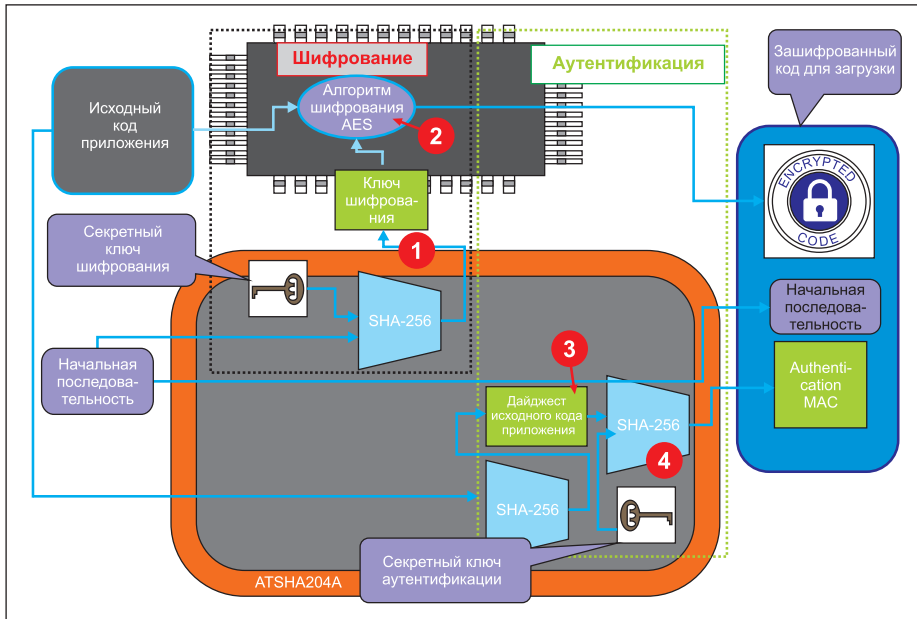 Шифрование
Аутентификация
Зашифрованный
код для загрузки
Исходный
код
приложения
Алгоритм
шифрования
AES
2
ENCRYPTED
CODE
Ключ
шифрова-
ния
1
Секретный
ключ
шифрования
SHA-256
Начальная
последова-
тельность
Начальная
последова-
тельность
3
Дайджест
исходного кода
приложения
SHA-256
4
Authenti-
cation
MAC
SHA-256
Секретный ключ
аутентификации
ATSHA204A